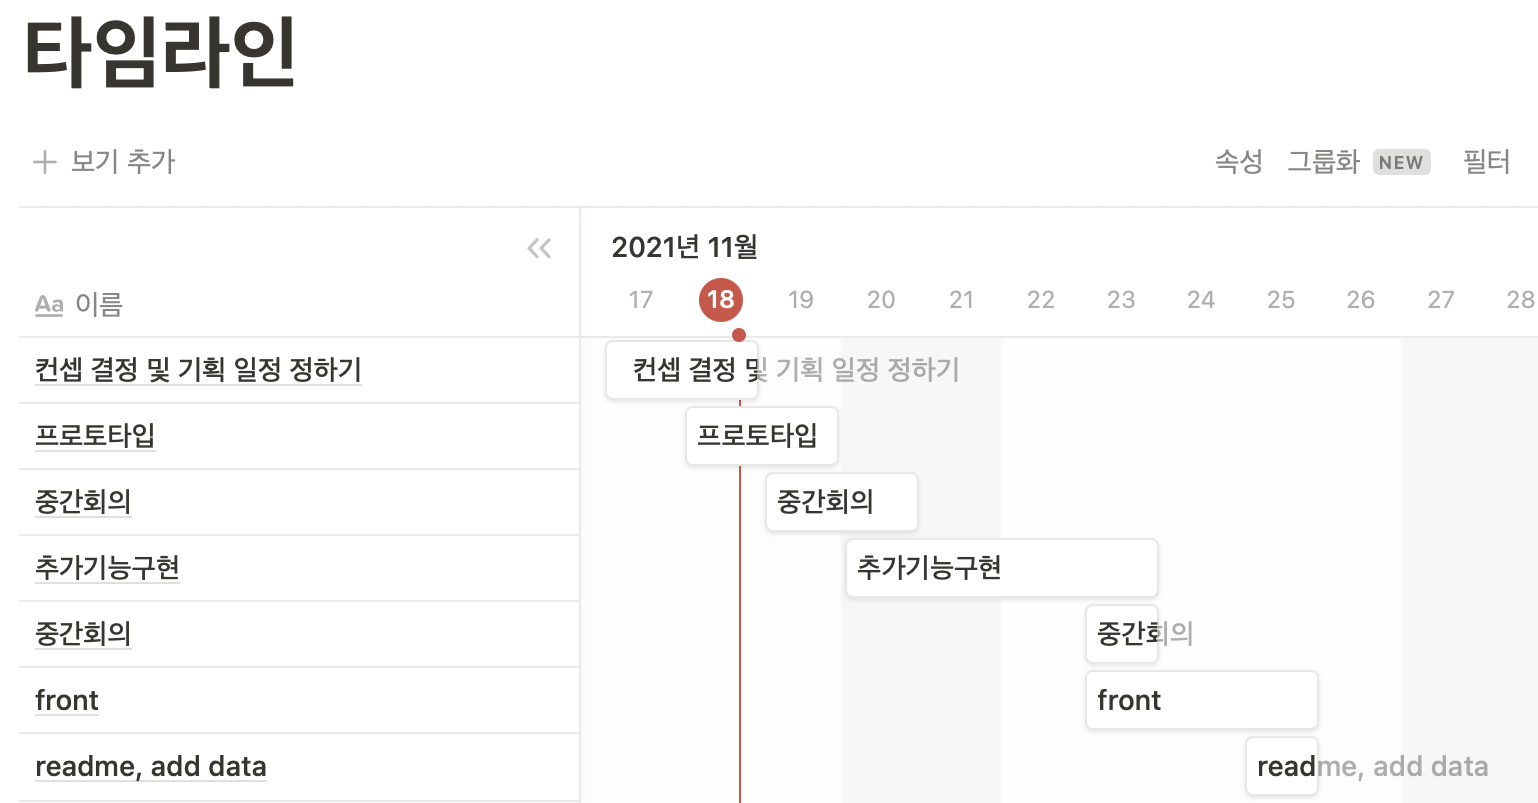 타임라인
보기 추가
속성 그룹화 NEW 필터
2021년 11월
Aa 이름
17 18 19 20 21 22 23 24 25 26 27 28
컨셉 결정 및 기획 일정 정하기 컨셉 결정 및 기획 일정 정하기
프로토타입 프로토타입
중간회의 중간회의
추가기능구현 추가기능구현
중간회의 중간회의
front front
readme, add data readme, add data